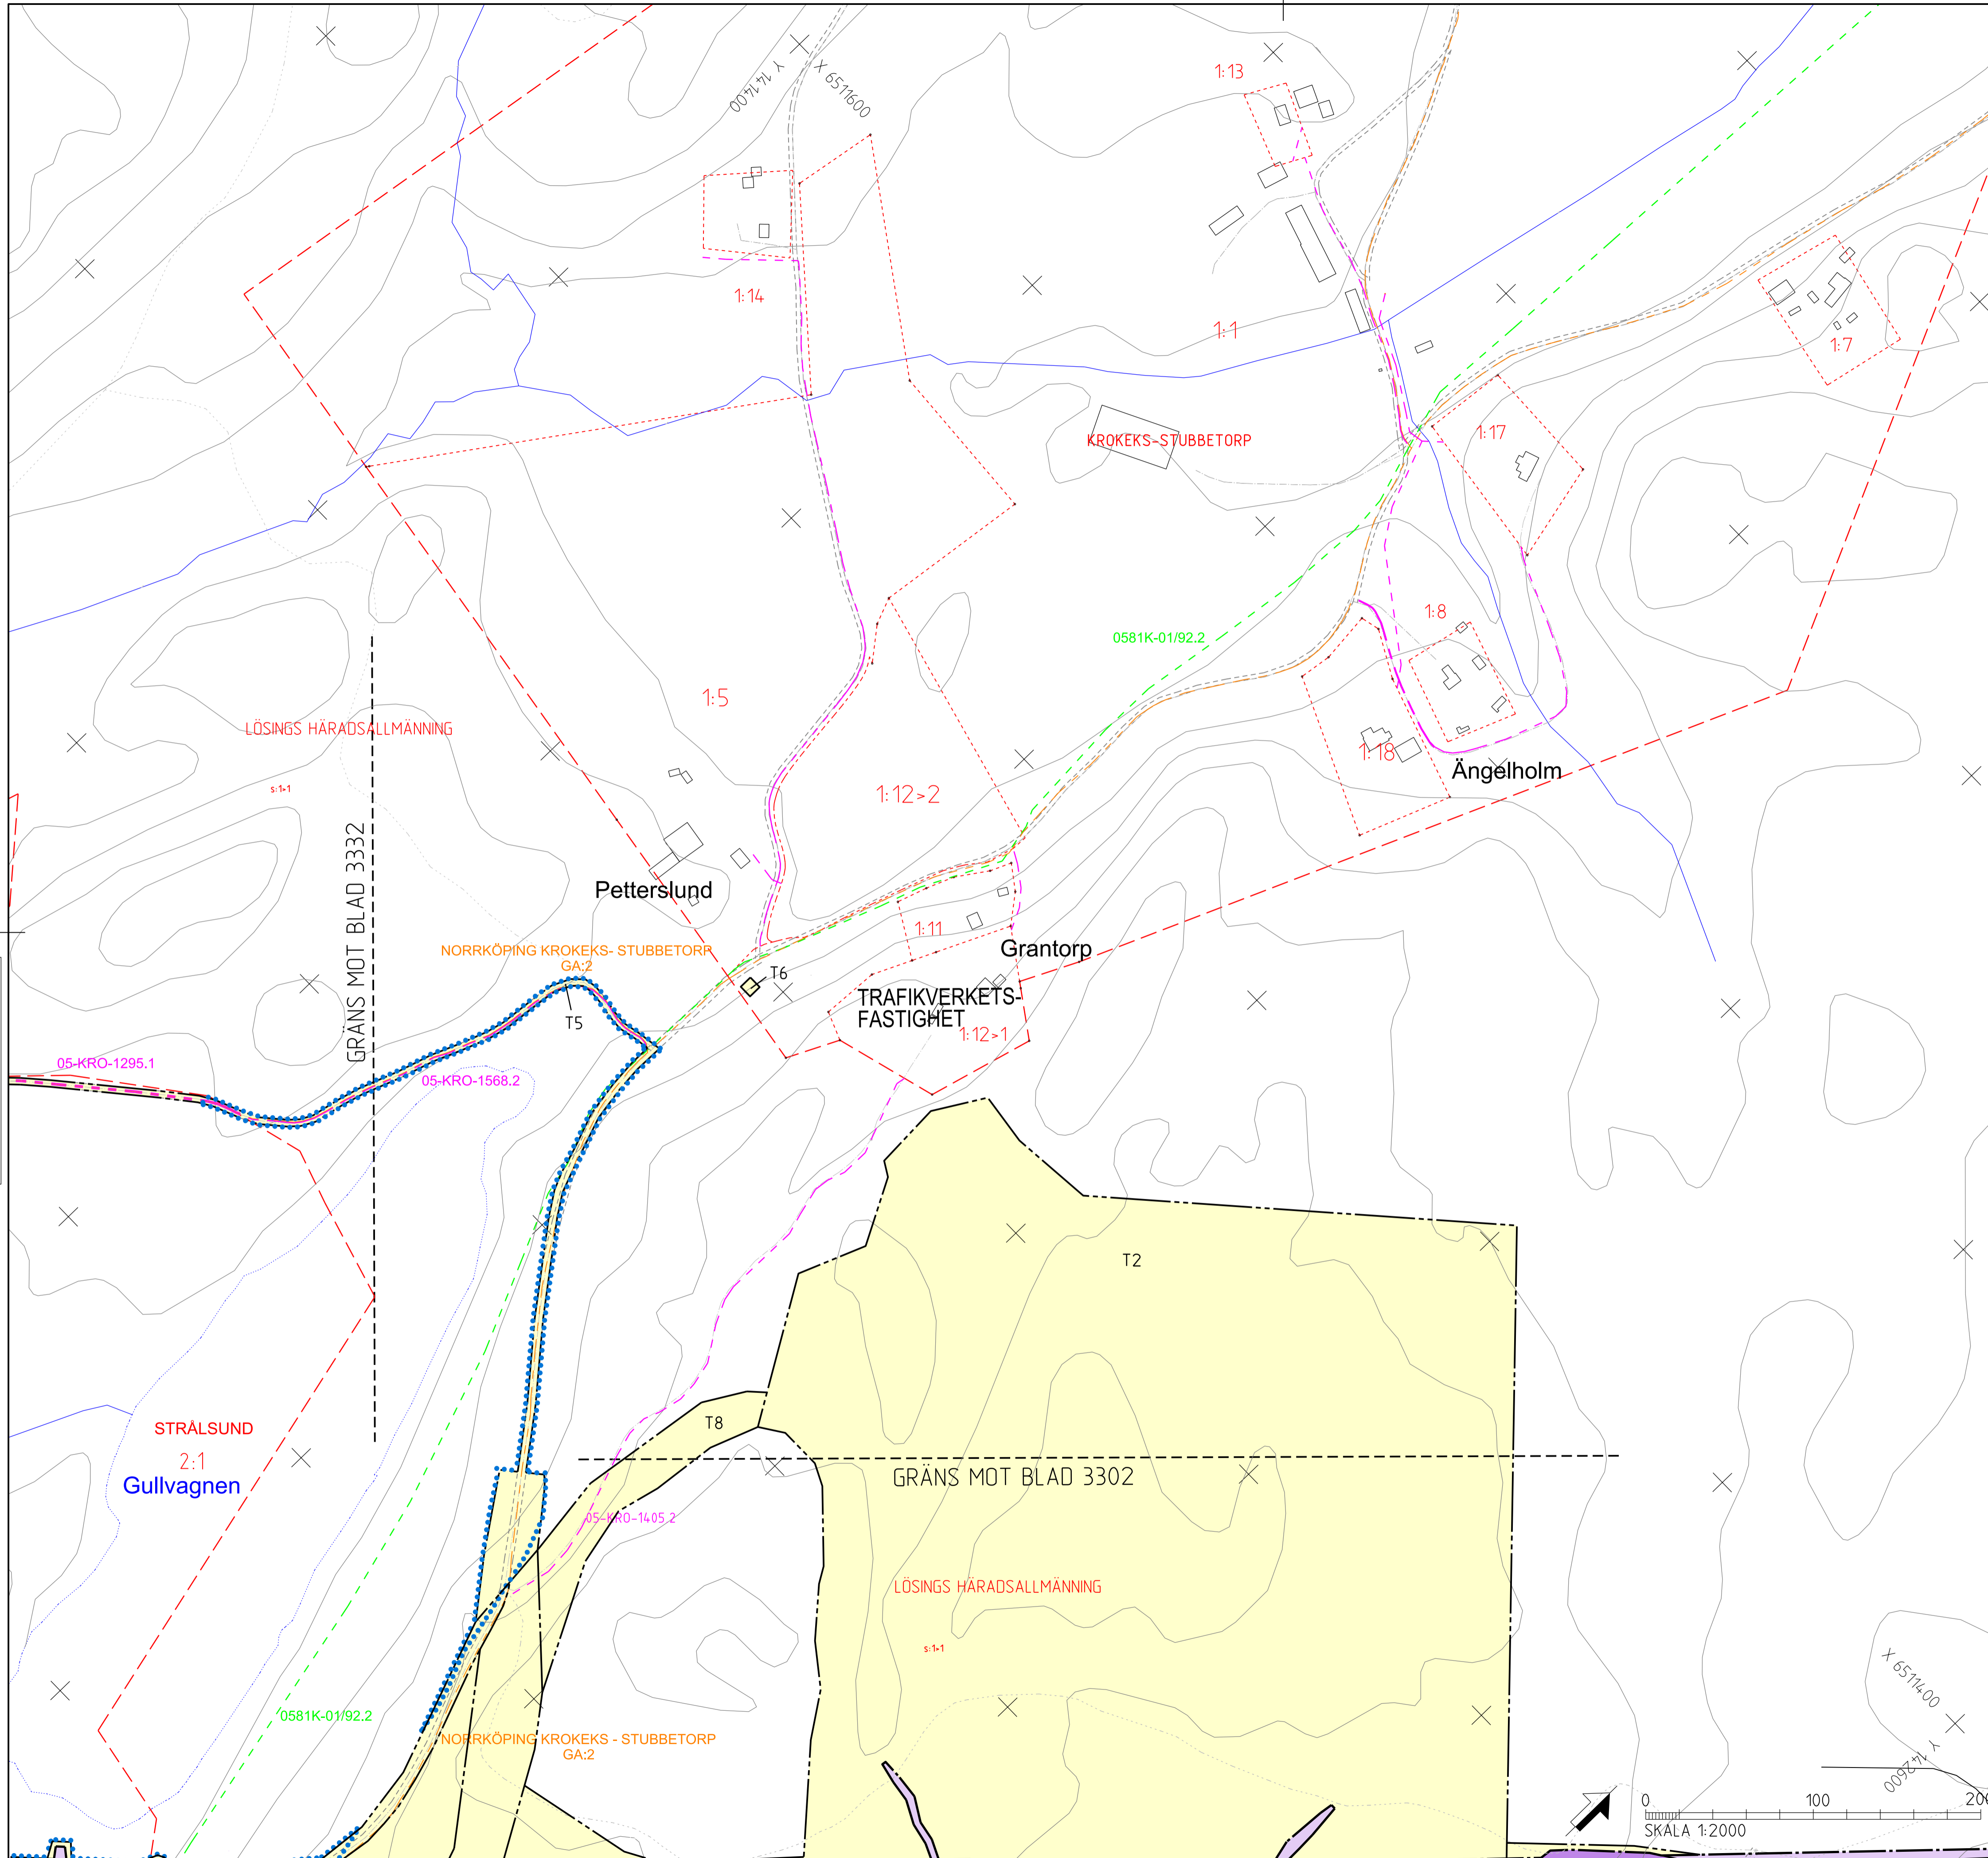 Y 14 1400
X 6511600
1:13
1:14
1:1
1:7
KROKEKS-STUBBETORP
1:17
0581K-01/92.2
1:8
1:5
LÖSINGS HÄRADSALLMÄNNING
s:1>1
1:18
Ängelholm
1:12>2
GRÄNS MOT BLAD 3332
Petterslund
1:11
Grantorp
NORRKÖPING KROKEKS- STUBBETORP
GA:2
T6
TRAFIKVERKETS-
FASTIGHET
1:12>1
T5
05-KRO-1295.1
05-KRO-1568.2
T2
T8
STRÅLSUND
2:1
Gullvagnen
GRÄNS MOT BLAD 3302
05-KRO-1405.2
LÖSINGS HÄRADSALLMÄNNING
s:1>1
X 6511400
0581K-01/92.2
NORRKÖPING KROKEKS - STUBBETORP
GA:2
Y 142600
0 100 200
SKALA 1:2000